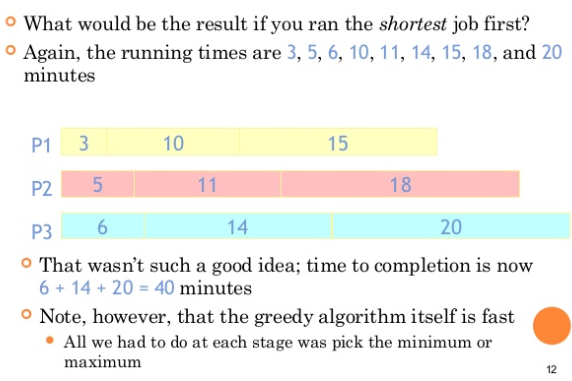 What would be the result if you ran the shortest job first?
Again, the running times are 3, 5, 6, 10, 11, 14, 15, 18, and 20
minutes
P1 3 10 15
P2 5 11 18
P3 6 14 20
That wasn't such a good idea; time to completion is now
6 + 14 + 20 = 40 minutes
Note, however, that the greedy algorithm itself is fast
All we had to do at each stage was pick the minimum or
maximum
12